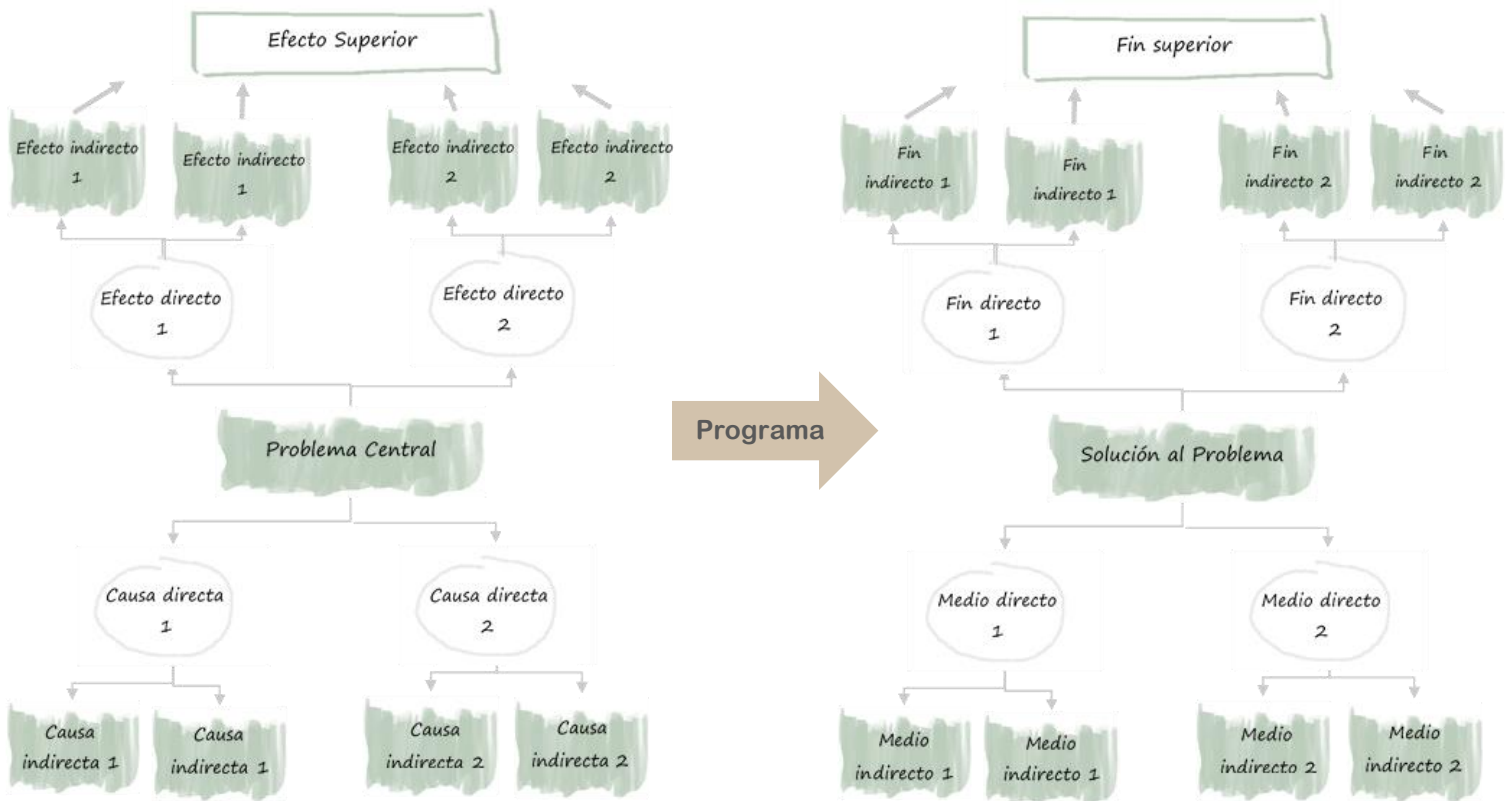 Efecto Superior
Efecto indirecto
1
Efecto indirecto
1
Efecto indirecto
2
Efecto indirecto
2
Efecto directo
1
Efecto directo
2
Problema Central
Causa directa
1
Causa directa
2
Causa
indirecta 1
Causa
indirecta 1
Causa
indirecta 2
Causa
indirecta 2
Programa
Fin superior
Fin
indirecto 1
Fin
indirecto 1
Fin
indirecto 2
Fin
indirecto 2
Fin directo
1
Fin directo
2
Solución al Problema
Medio directo
1
Medio directo
2
Medio
indirecto 1
Medio
indirecto 1
Medio
indirecto 2
Medio
indirecto 2